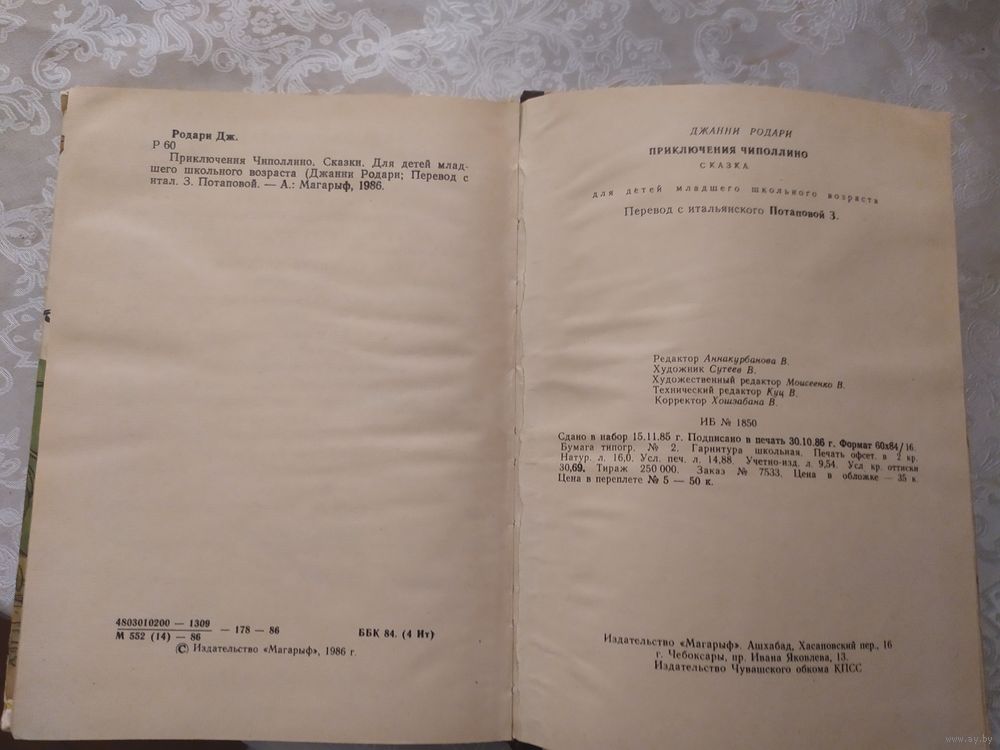 Родари Дж.
Р 60
Приключения Чиполлино. Сказки. Для детей млад-
шего школьного возраста (Джанни Родари; Перевод с
итал. З. Потаповой. — А.: Магарыф, 1986.
4803010200 — 1309
М 552 (14) — 86
— 178 — 86
ББК 84. (4 Ит)
© Издательство «Магарыф», 1986 г.
ДЖАННИ РОДАРИ
ПРИКЛЮЧЕНИЯ ЧИПОЛЛИНО
СКАЗКА
для детей младшего школьного возраста
Перевод с итальянского Потаповой З.
Редактор Аннакурбанова В.
Художник Сутеев В.
Художественный редактор Моисеенко В.
Технический редактор Куц В.
Корректор Хошзабана В.
ИБ № 1850
Сдано в набор 15.11.85 г. Подписано в печать 30.10.86 г. Формат 60х84/16.
Бумага типогр. № 2. Гарнитура школьная. Печать офсет. в 2 кр.
Натур. л. 16,0. Усл. печ. л. 14,88. Учетно-изд. л. 9,54. Усл кр. оттиски
30,69. Тираж 250 000. Заказ № 7533. Цена в обложке — 35 к.
Цена в переплете № 5 — 50 к.
Издательство «Магарыф». Ашхабад, Хасановский пер., 16
г. Чебоксары, пр. Ивана Яковлева, 13.
Издательство Чувашского обкома КПСС
www.ay.by